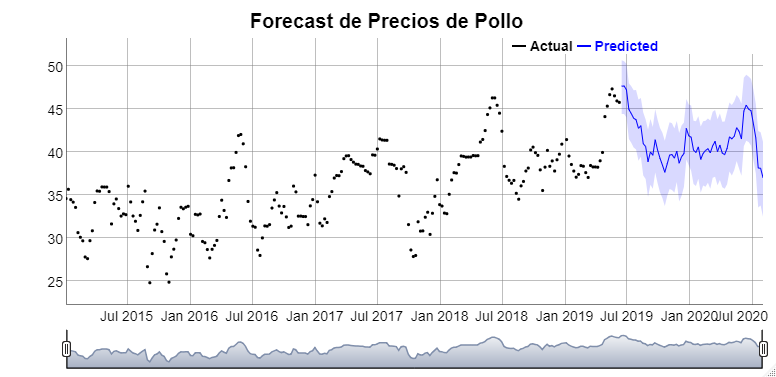 Forecast de Precios de Pollo
Actual Predicted
50
45
40
35
30
25
Jul 2015 Jan 2016 Jul 2016 Jan 2017 Jul 2017 Jan 2018 Jul 2018 Jan 2019 Jul 2019 Jan 2020 Jul 2020